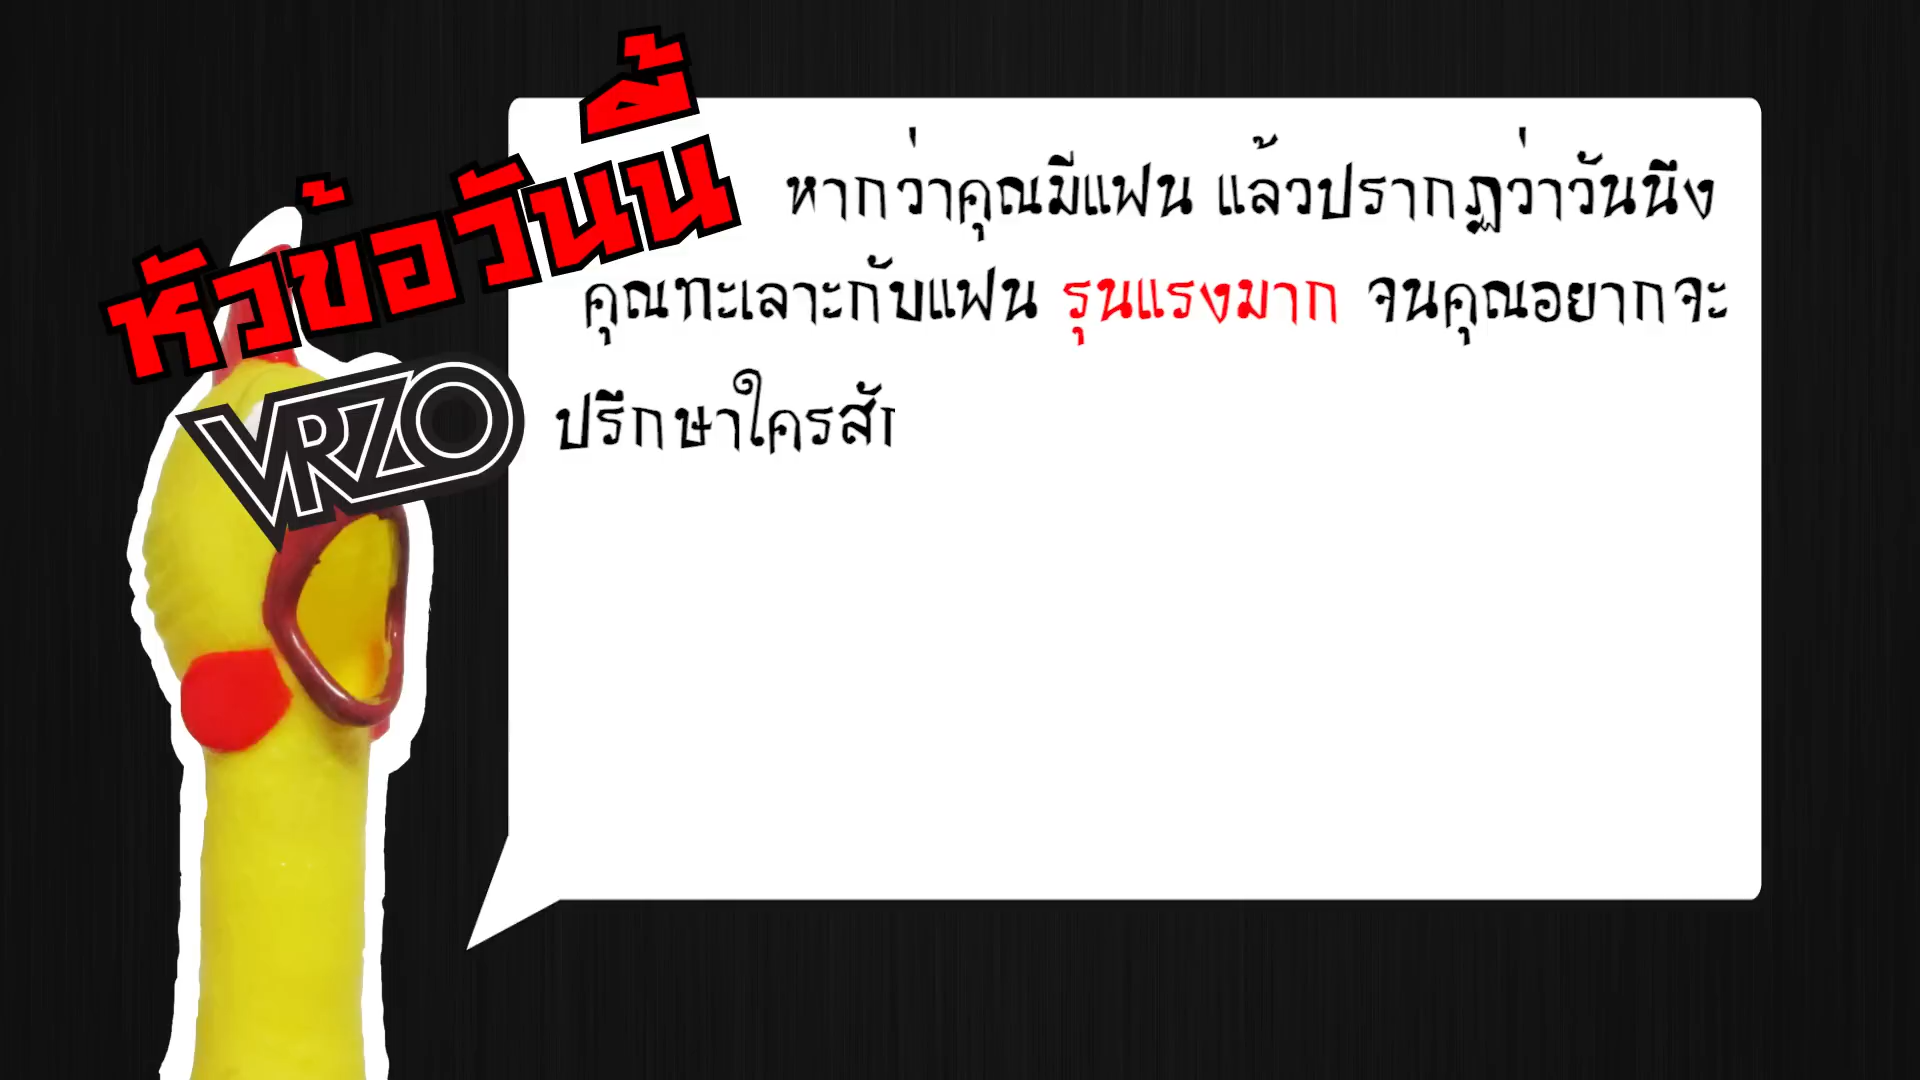 หัวข้อวันนี้
VRZO
หากว่าคุณมีแฟน แล้วปรากฏว่าวันนึง
คุณทะเลาะกับแฟน รุนแรงมาก จนคุณอยากจะ
ปรึกษาใครสั